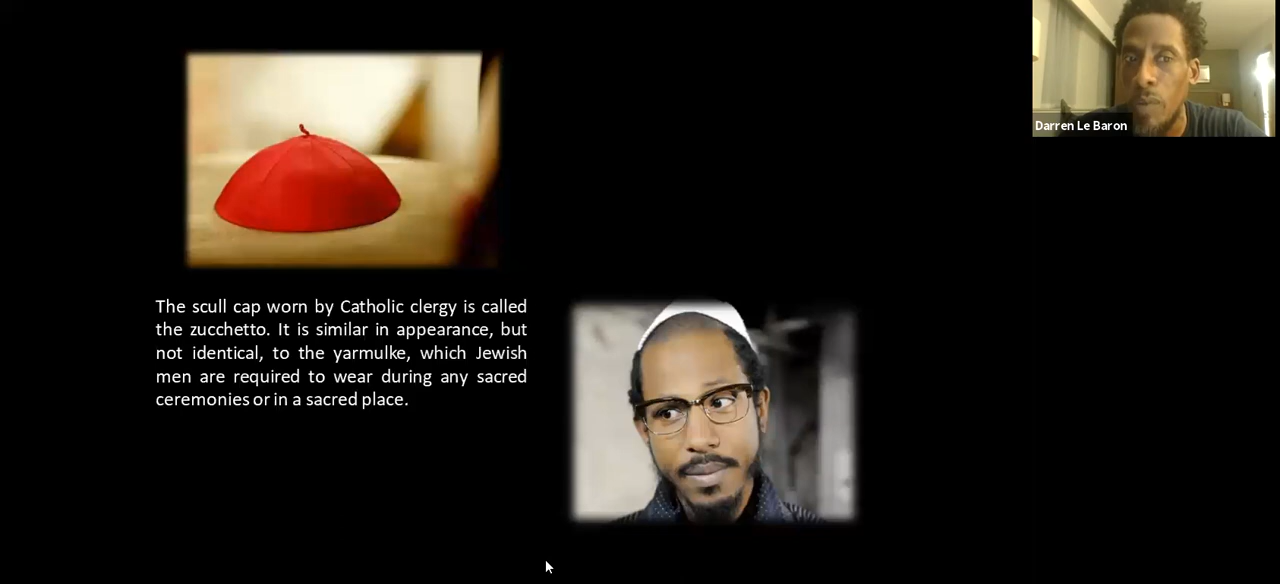 Darren Le Baron
The scull cap worn by Catholic clergy is called
the zucchetto. It is similar in appearance, but
not identical, to the yarmulke, which Jewish
men are required to wear during any sacred
ceremonies or in a sacred place.